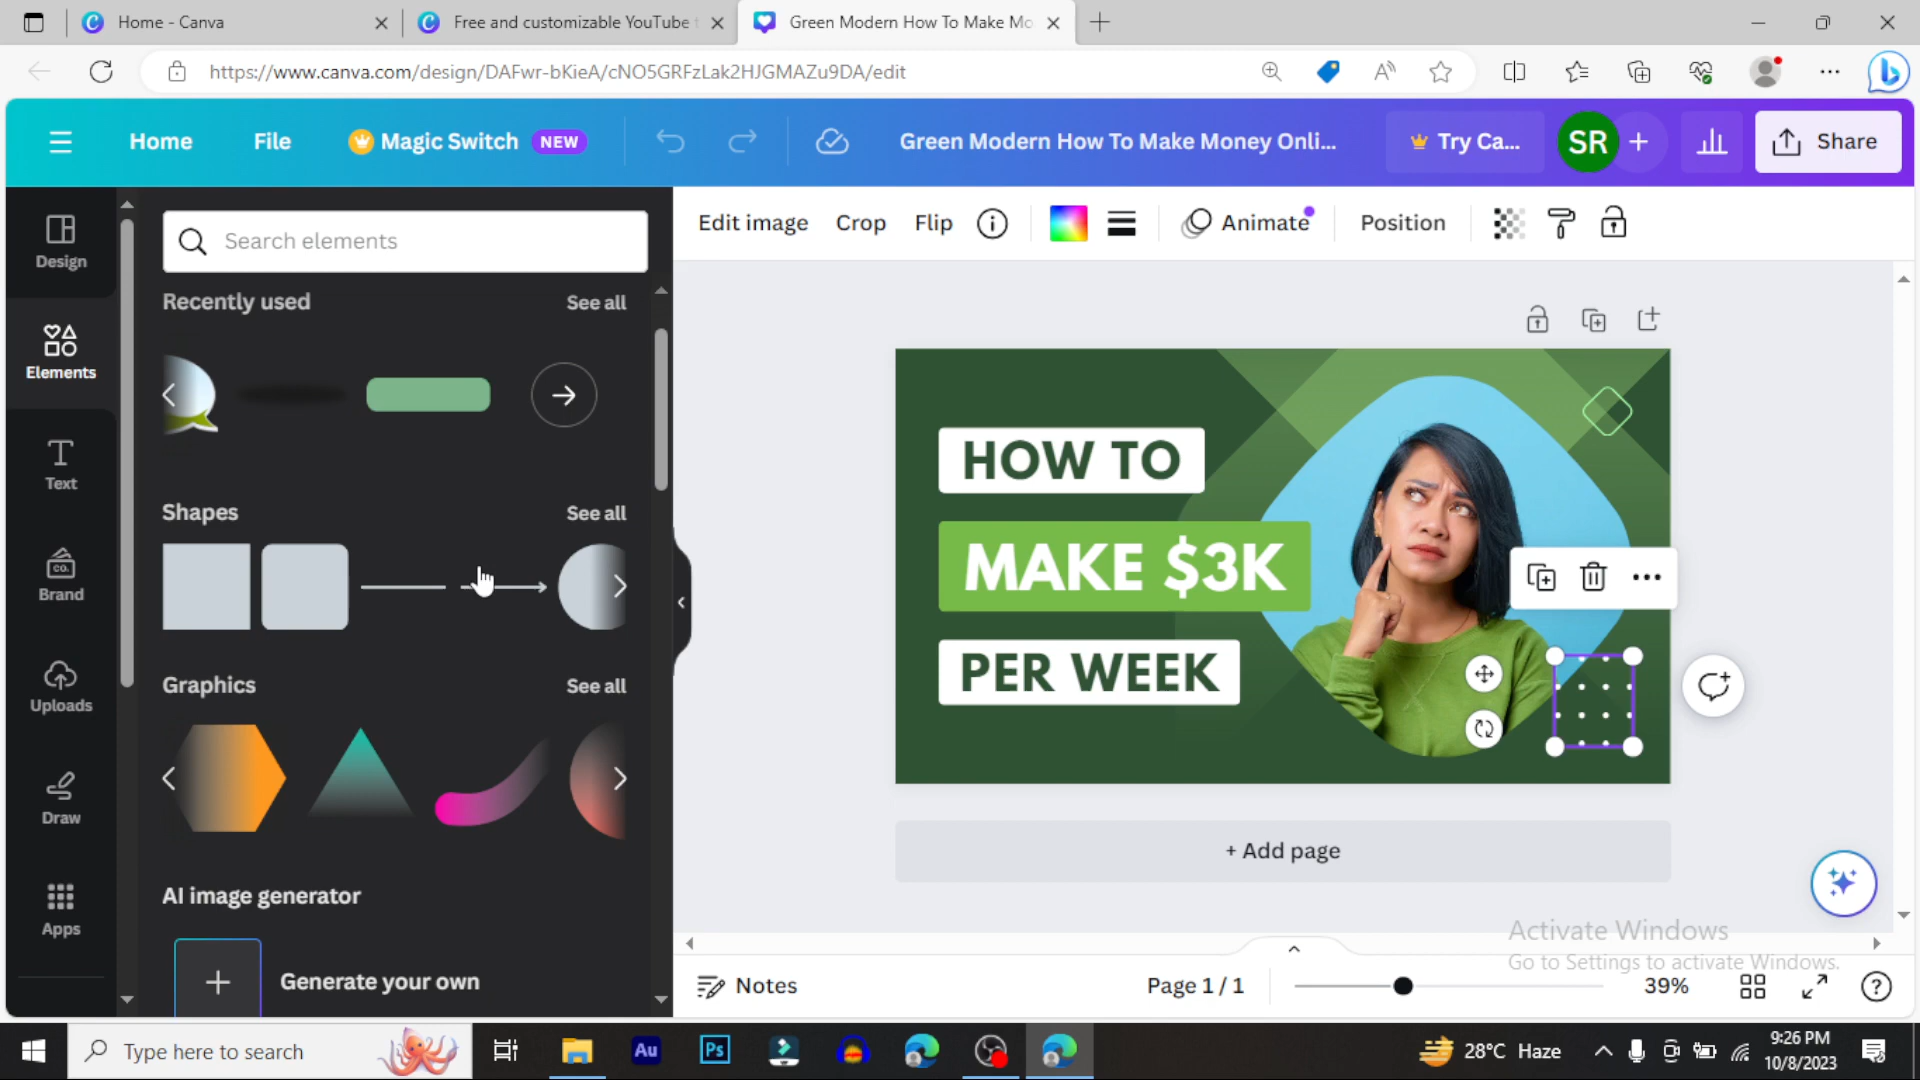 Home - Canva
Free and customizable YouTube t
Green Modern How To Make Mo
https://www.canva.com/design/DAFwr-bKieA/cNO5GRFzLak2HJGMAZu9DA/edit
Home
File
Magic Switch
NEW
Green Modern How To Make Money Onli...
Try Ca...
SR
Share
Design
Elements
Text
Brand
Uploads
Draw
Apps
Search elements
Recently used
See all
Shapes
See all
Graphics
See all
AI image generator
Generate your own
Edit image
Crop
Flip
Animate
Position
HOW TO
MAKE $3K
PER WEEK
+ Add page
Activate Windows
Go to Settings to activate Windows.
Notes
Page 1 / 1
39%
Type here to search
Au
Ps
28°C Haze
9:26 PM
10/8/2023